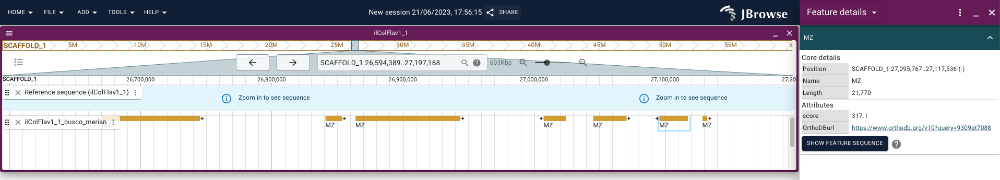 HOME FILE ADD TOOLS HELP New session 21/06/2023, 17:56:15 SHARE JBrowse
ilColFlav1_1
SCAFFOLD_1 5M 10M 15M 20M 25M 30M 35M 40M 45M 50M 55M 6
SCAFFOLD_1:26,594,389..27,197,168 603Kbp
SCAFFOLD_1 26,700,000 26,800,000 26,900,000 27,000,000 27,100,000 27,20
Reference sequence (ilColFlav1_1) Zoom in to see sequence Zoom in to see sequence
ilColFlav1_1_busco_merian
MZ MZ MZ MZ MZ MZ MZ
Feature details
MZ
Core details
Position SCAFFOLD_1:27,095,767..27,117,536 (-)
Name MZ
Length 21,770
Attributes
score 317.1
OrthoDBurl https://www.orthodb.org/v10?query=9309at7088
SHOW FEATURE SEQUENCE